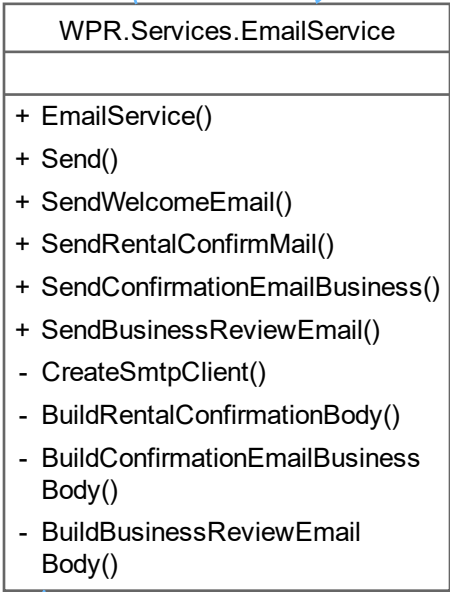 WPR.Services.EmailService
+ EmailService()
+ Send()
+ SendWelcomeEmail()
+ SendRentalConfirmMail()
+ SendConfirmationEmailBusiness()
+ SendBusinessReviewEmail()
- CreateSmtpClient()
- BuildRentalConfirmationBody()
- BuildConfirmationEmailBusiness
Body()
- BuildBusinessReviewEmail
Body()